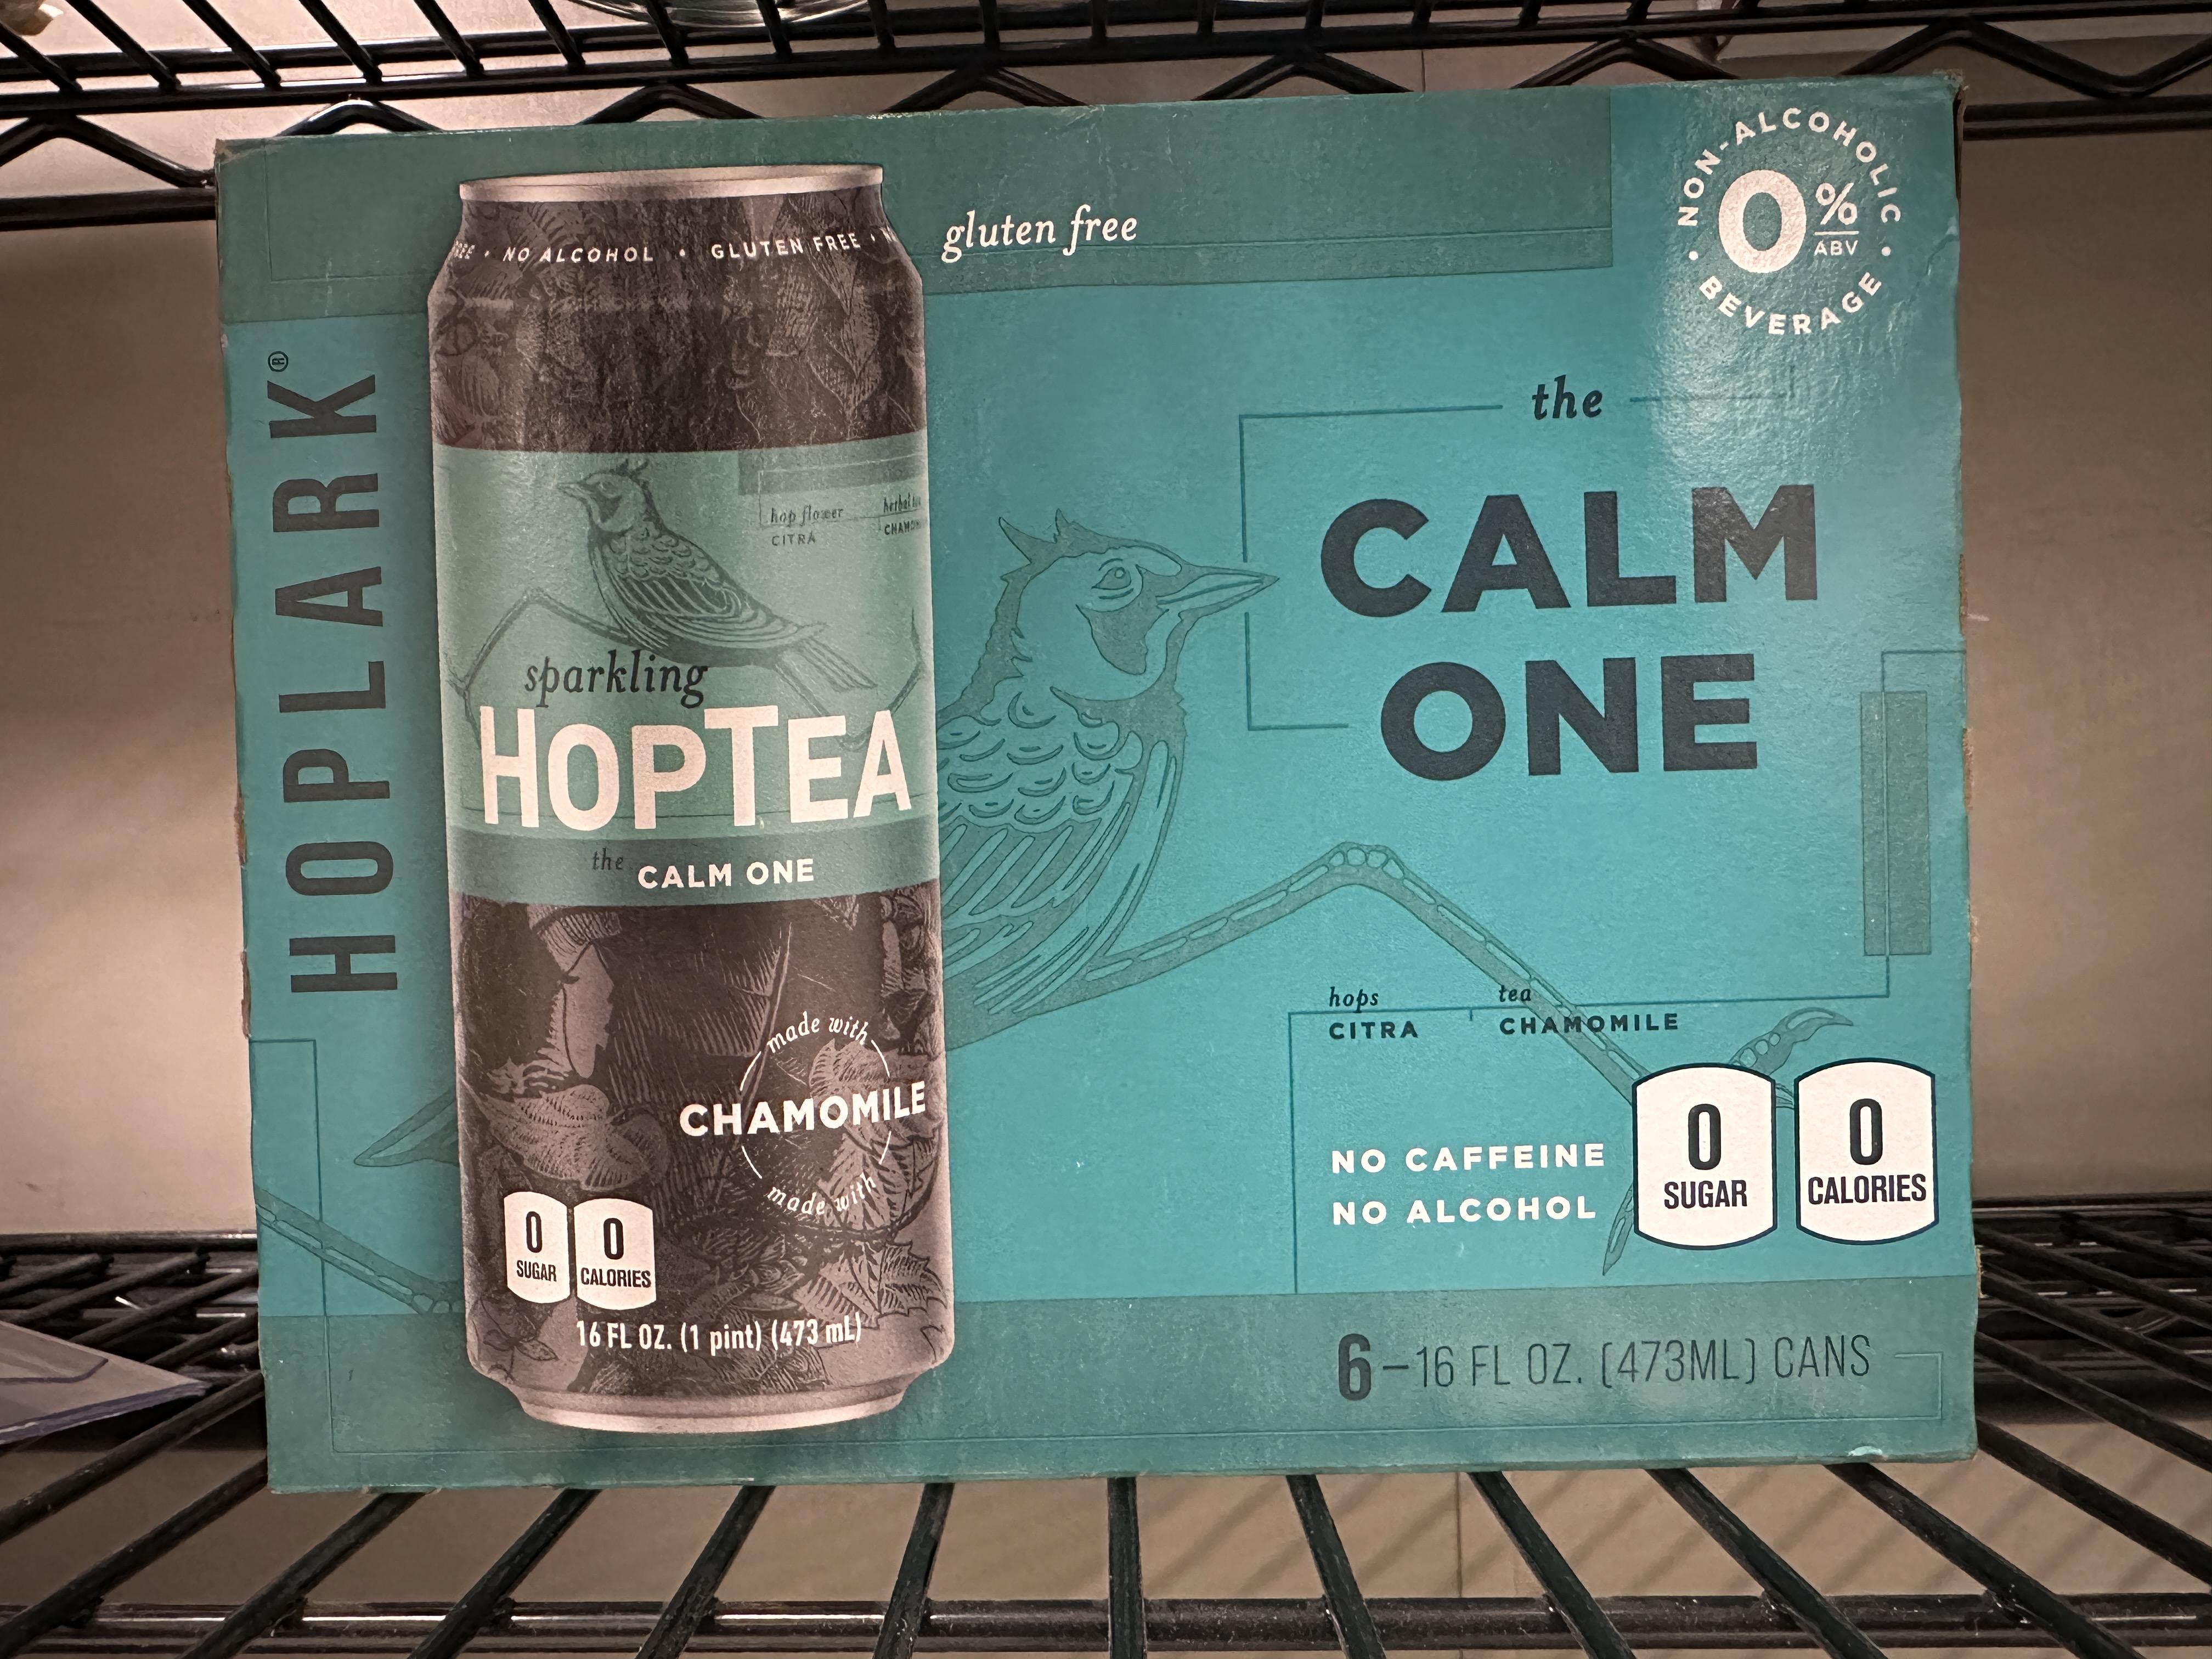 HOPLARK®
REE • NO ALCOHOL • GLUTEN FREE • N
hop flower
CITRA
herbal
CHAMOM
sparkling
HOPTEA
the CALM ONE
made with
CHAMOMILE
made with
0
SUGAR
0
CALORIES
16 FL OZ. (1 pint) (473 mL)
gluten free
• NON-ALCOHOLIC • BEVERAGE
0% ABV
the
CALM
ONE
hops
CITRA
tea
CHAMOMILE
NO CAFFEINE
NO ALCOHOL
0
SUGAR
0
CALORIES
6–16 FL OZ. (473ML) CANS